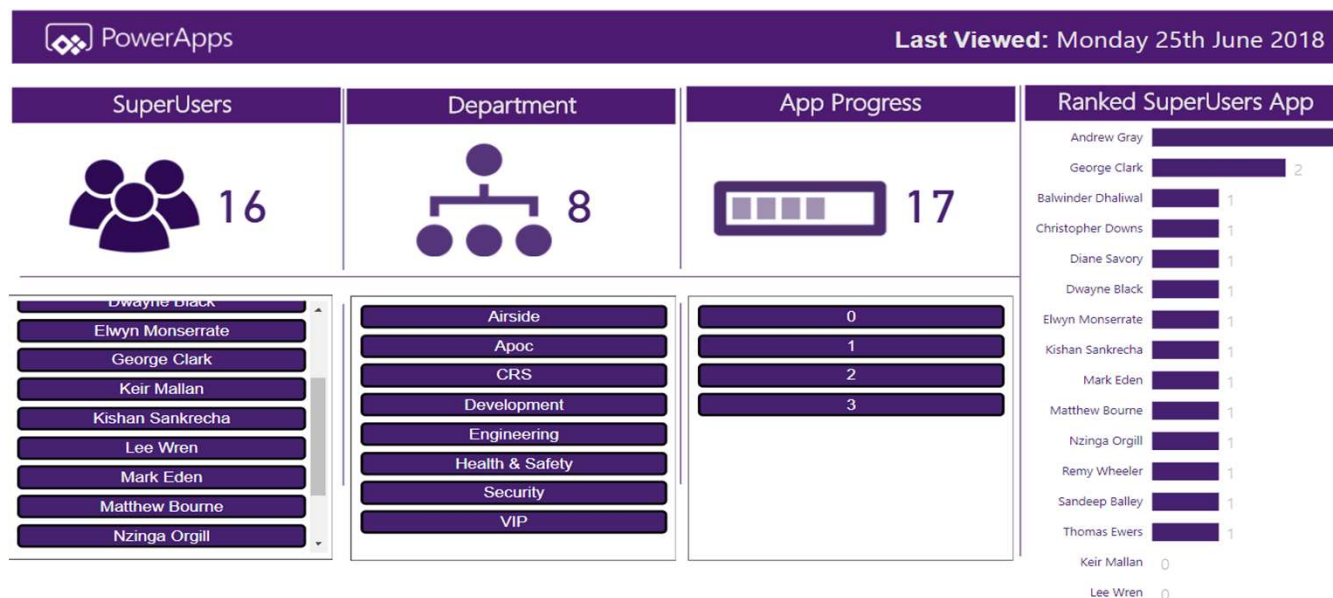 PowerApps
Last Viewed: Monday 25th June 2018
SuperUsers
16
Department
8
App Progress
17
Dwayne Black
Elwyn Monserrate
George Clark
Keir Mallan
Kishan Sankrecha
Lee Wren
Mark Eden
Matthew Bourne
Nzinga Orgill
Airside
Apoc
CRS
Development
Engineering
Health & Safety
Security
VIP
0
1
2
3
Ranked SuperUsers App
Andrew Gray
George Clark 2
Balwinder Dhaliwal 1
Christopher Downs 1
Diane Savory 1
Dwayne Black 1
Elwyn Monserrate 1
Kishan Sankrecha 1
Mark Eden 1
Matthew Bourne 1
Nzinga Orgill 1
Remy Wheeler 1
Sandeep Balley 1
Thomas Ewers 1
Keir Mallan 0
Lee Wren 0